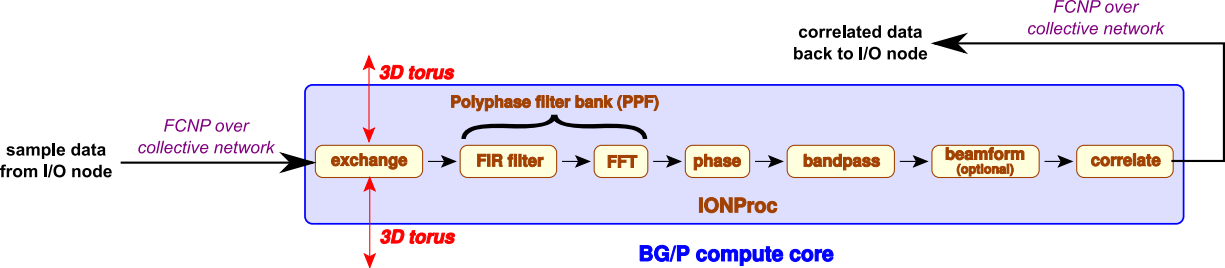 FCNP over
collective network
correlated data
back to I/O node
3D torus
Polyphase filter bank (PPF)
FCNP over
collective network
sample data
from I/O node
exchange
FIR filter
FFT
phase
bandpass
beamform
(optional)
correlate
IONProc
3D torus
BG/P compute core